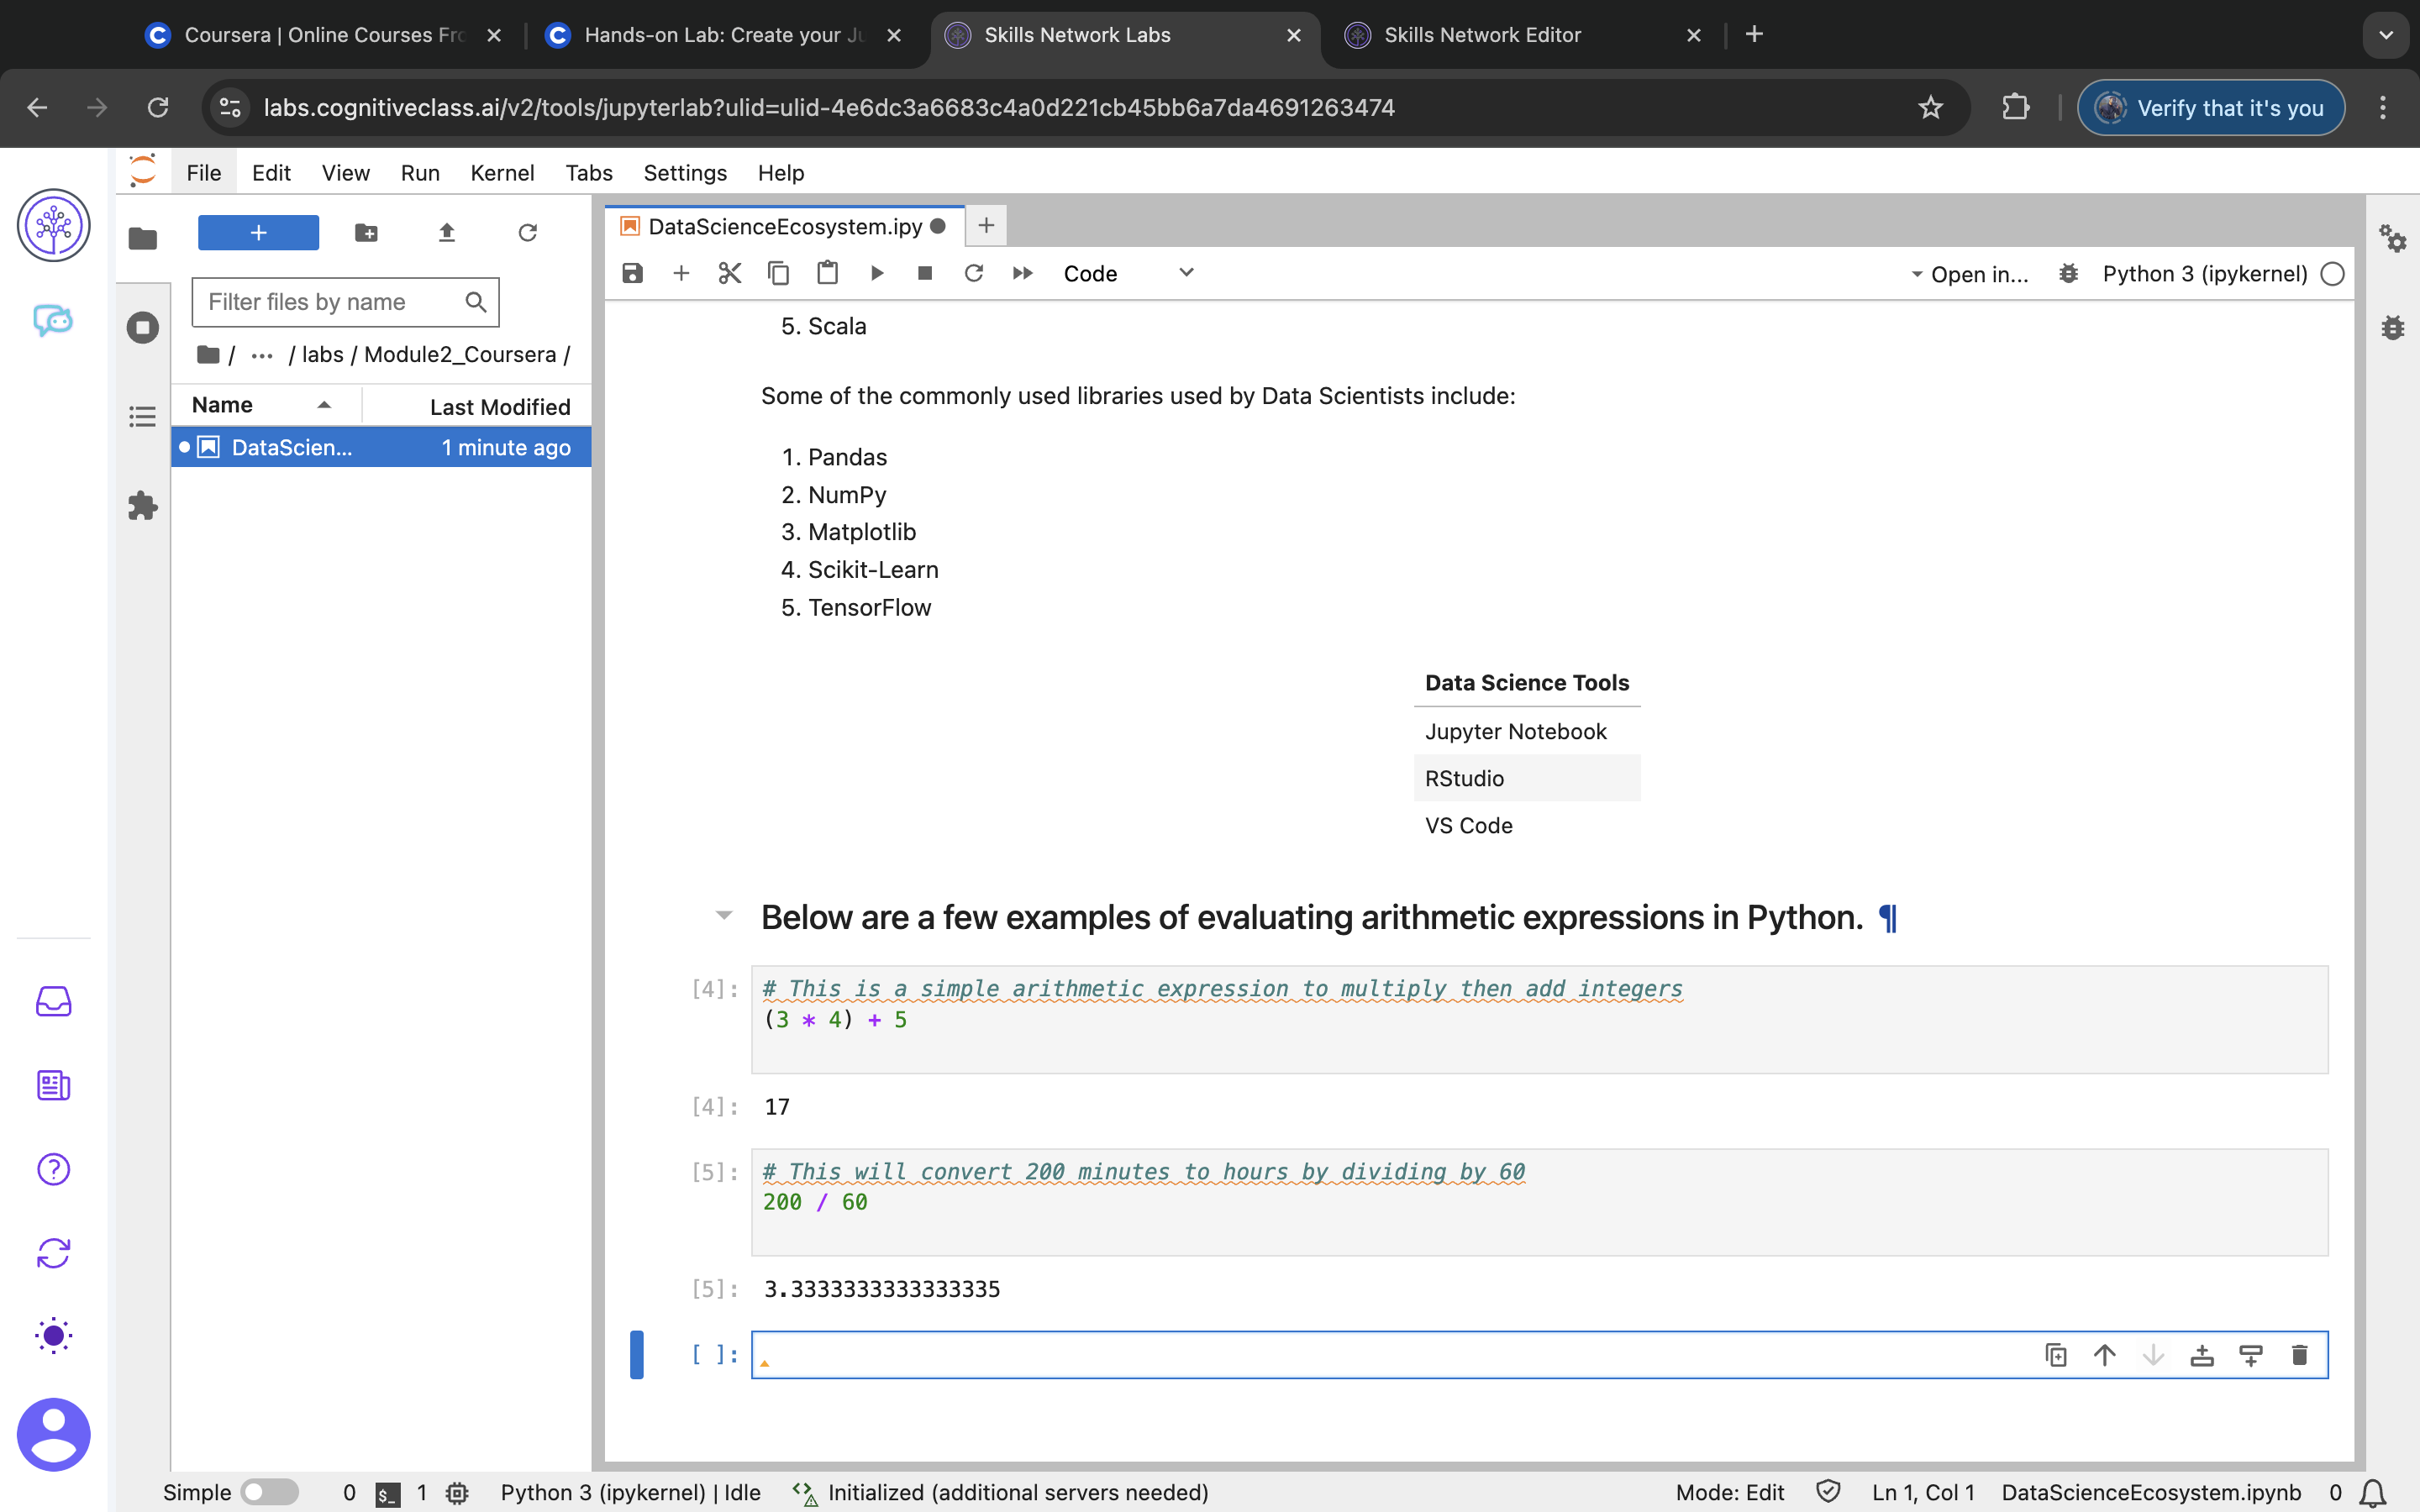 Coursera | Online Courses Fro
Hands-on Lab: Create your Ju
Skills Network Labs
Skills Network Editor
labs.cognitiveclass.ai/v2/tools/jupyterlab?ulid=ulid-4e6dc3a6683c4a0d221cb45bb6a7da4691263474
Verify that it's you
File Edit View Run Kernel Tabs Settings Help
DataScienceEcosystem.ipy
Code
Open in...
Python 3 (ipykernel)
Filter files by name
/ ... / labs / Module2_Coursera /
Name Last Modified
DataScien... 1 minute ago
5. Scala
Some of the commonly used libraries used by Data Scientists include:
1. Pandas
2. NumPy
3. Matplotlib
4. Scikit-Learn
5. TensorFlow
Data Science Tools
Jupyter Notebook
RStudio
VS Code
Below are a few examples of evaluating arithmetic expressions in Python. ¶
[4]: # This is a simple arithmetic expression to multiply then add integers
(3 * 4) + 5
[4]: 17
[5]: # This will convert 200 minutes to hours by dividing by 60
200 / 60
[5]: 3.3333333333333335
[ ]:
Simple 0 $_ 1 Python 3 (ipykernel) | Idle Initialized (additional servers needed) Mode: Edit Ln 1, Col 1 DataScienceEcosystem.ipynb 0